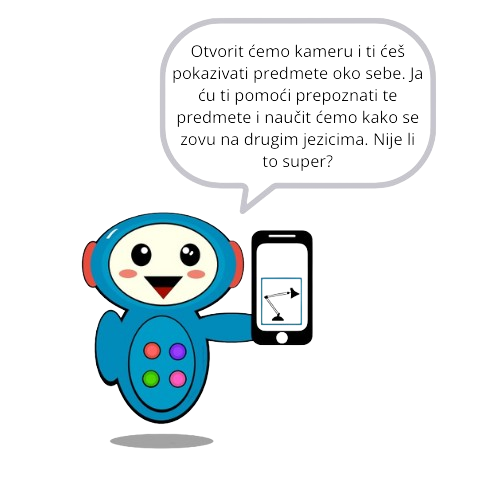 Otvorit ćemo kameru i ti ćeš
pokazivati predmete oko sebe. Ja
ću ti pomoći prepoznati te
predmete i naučit ćemo kako se
zovu na drugim jezicima. Nije li
to super?